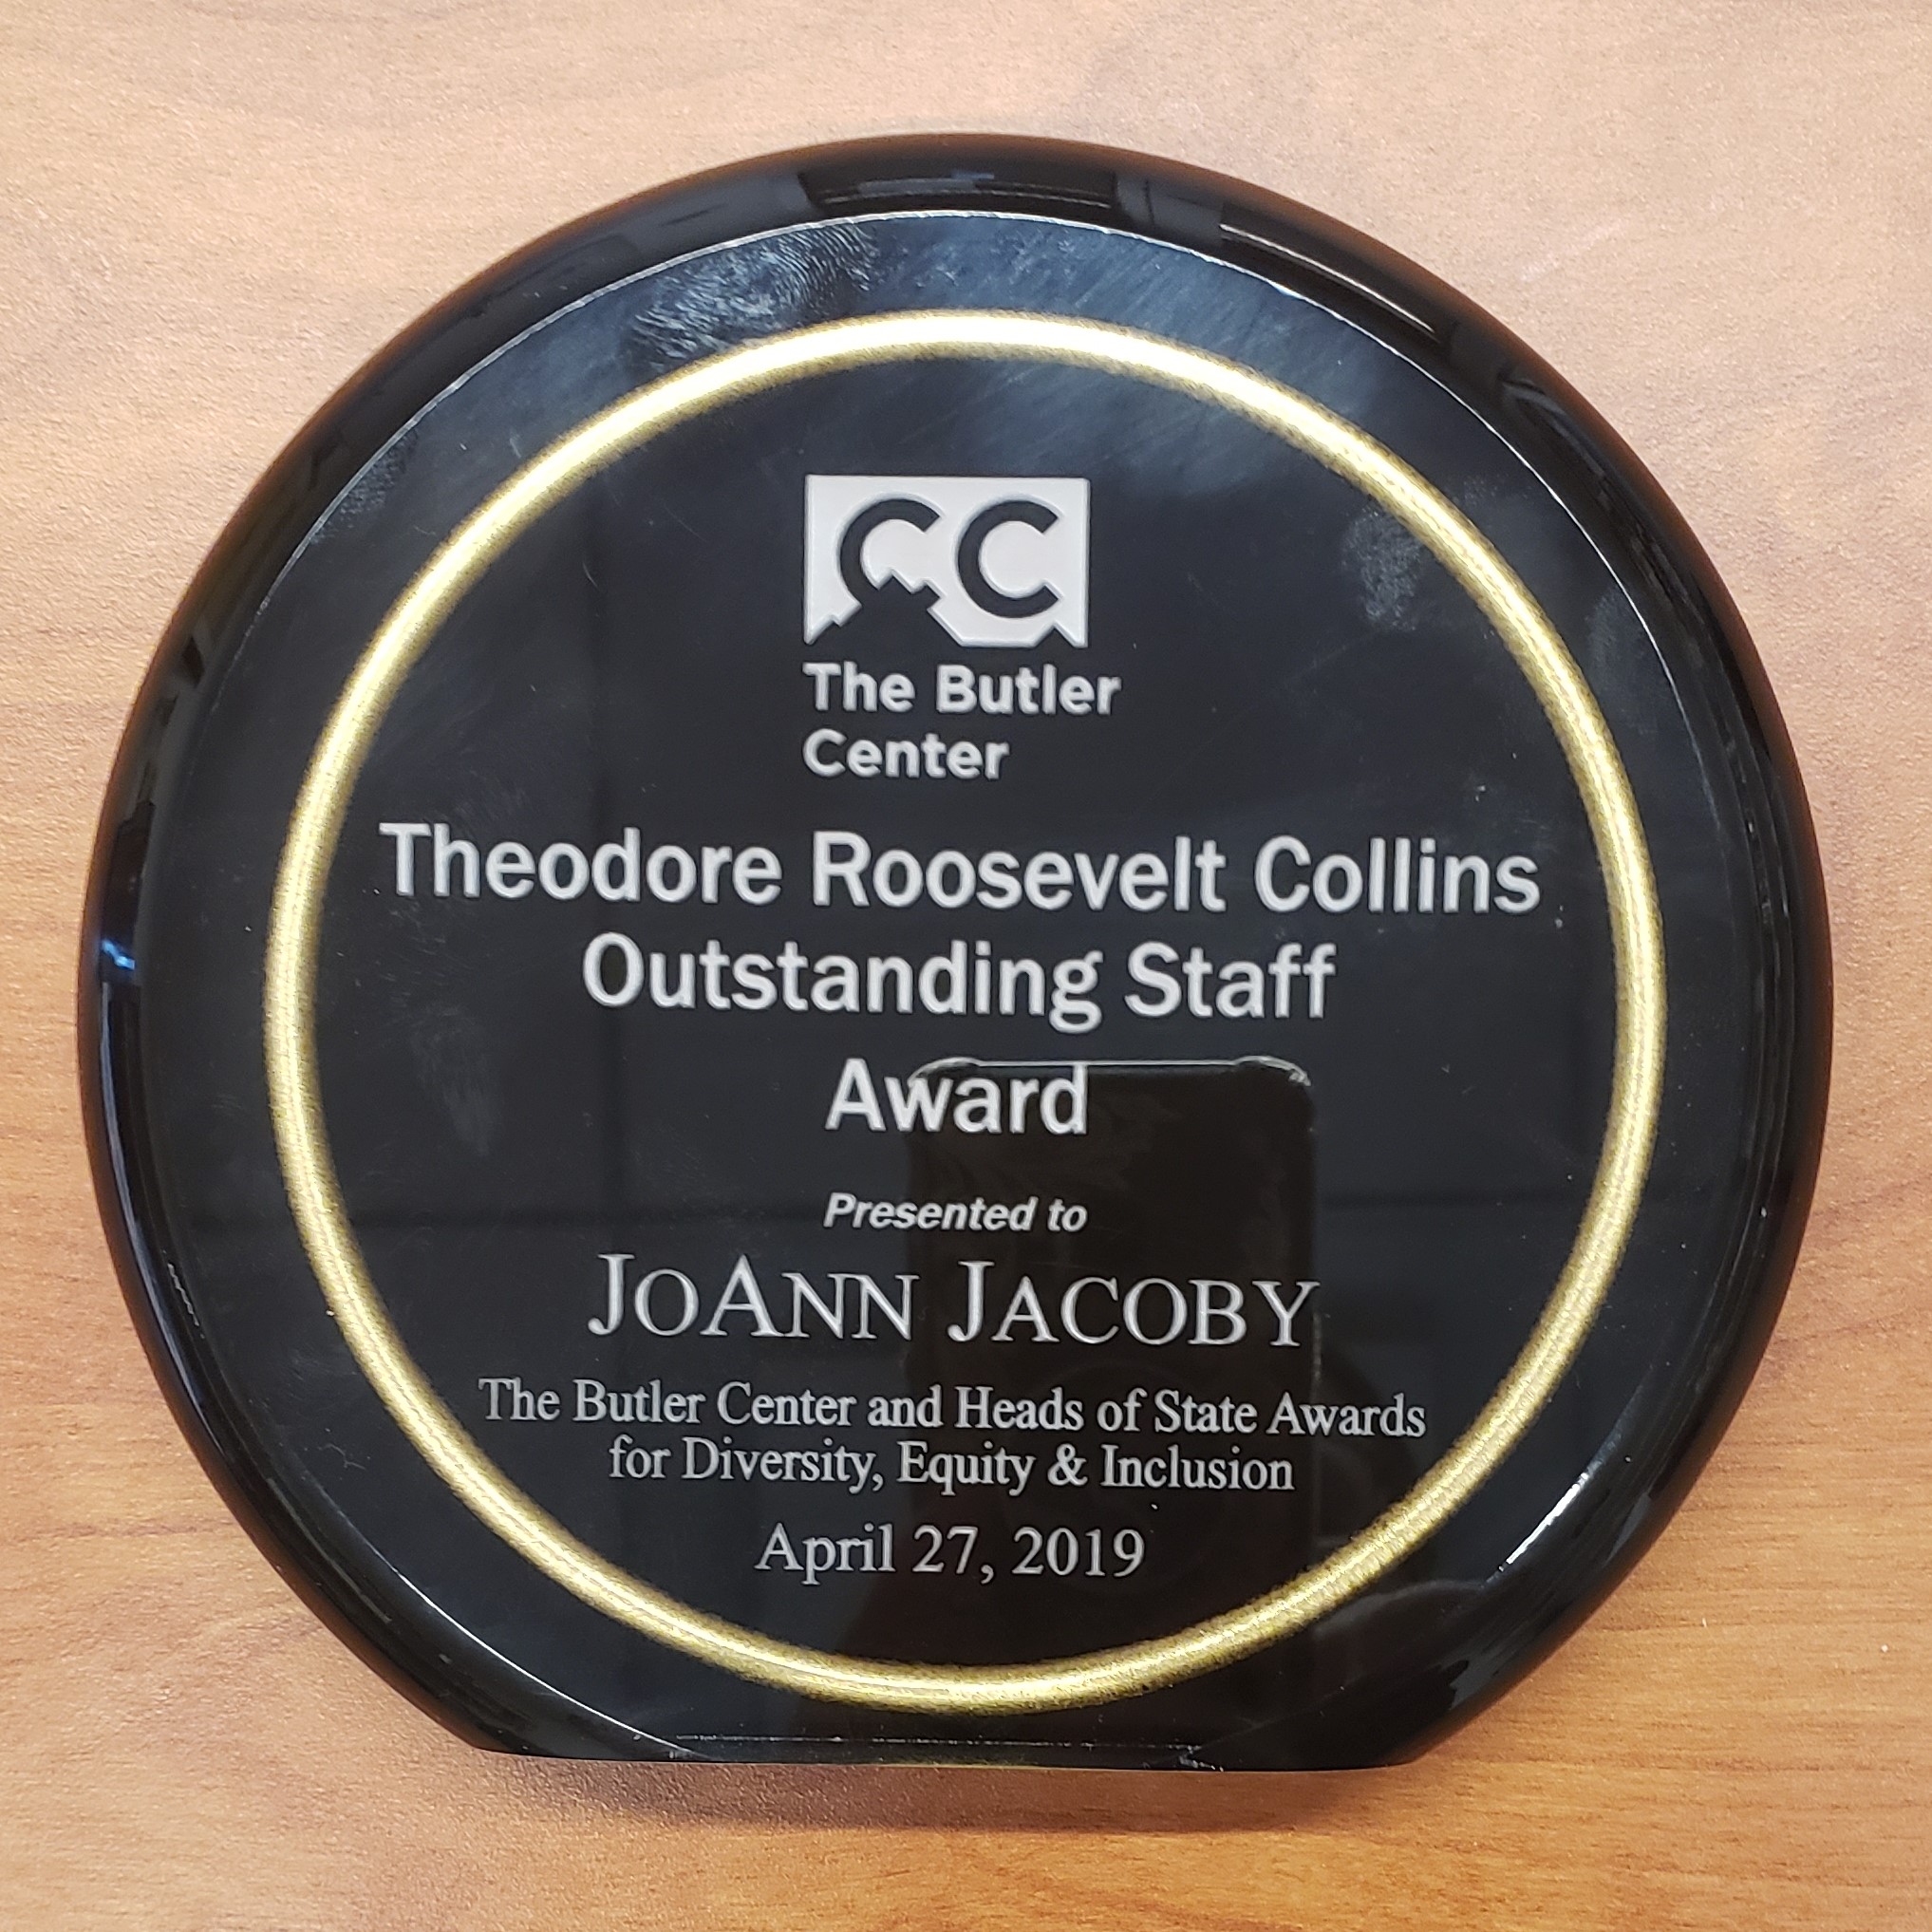 CC
The Butler
Center
Theodore Roosevelt Collins
Outstanding Staff
Award
Presented to
JoAnn Jacoby
The Butler Center and Heads of State Awards
for Diversity, Equity & Inclusion
April 27, 2019